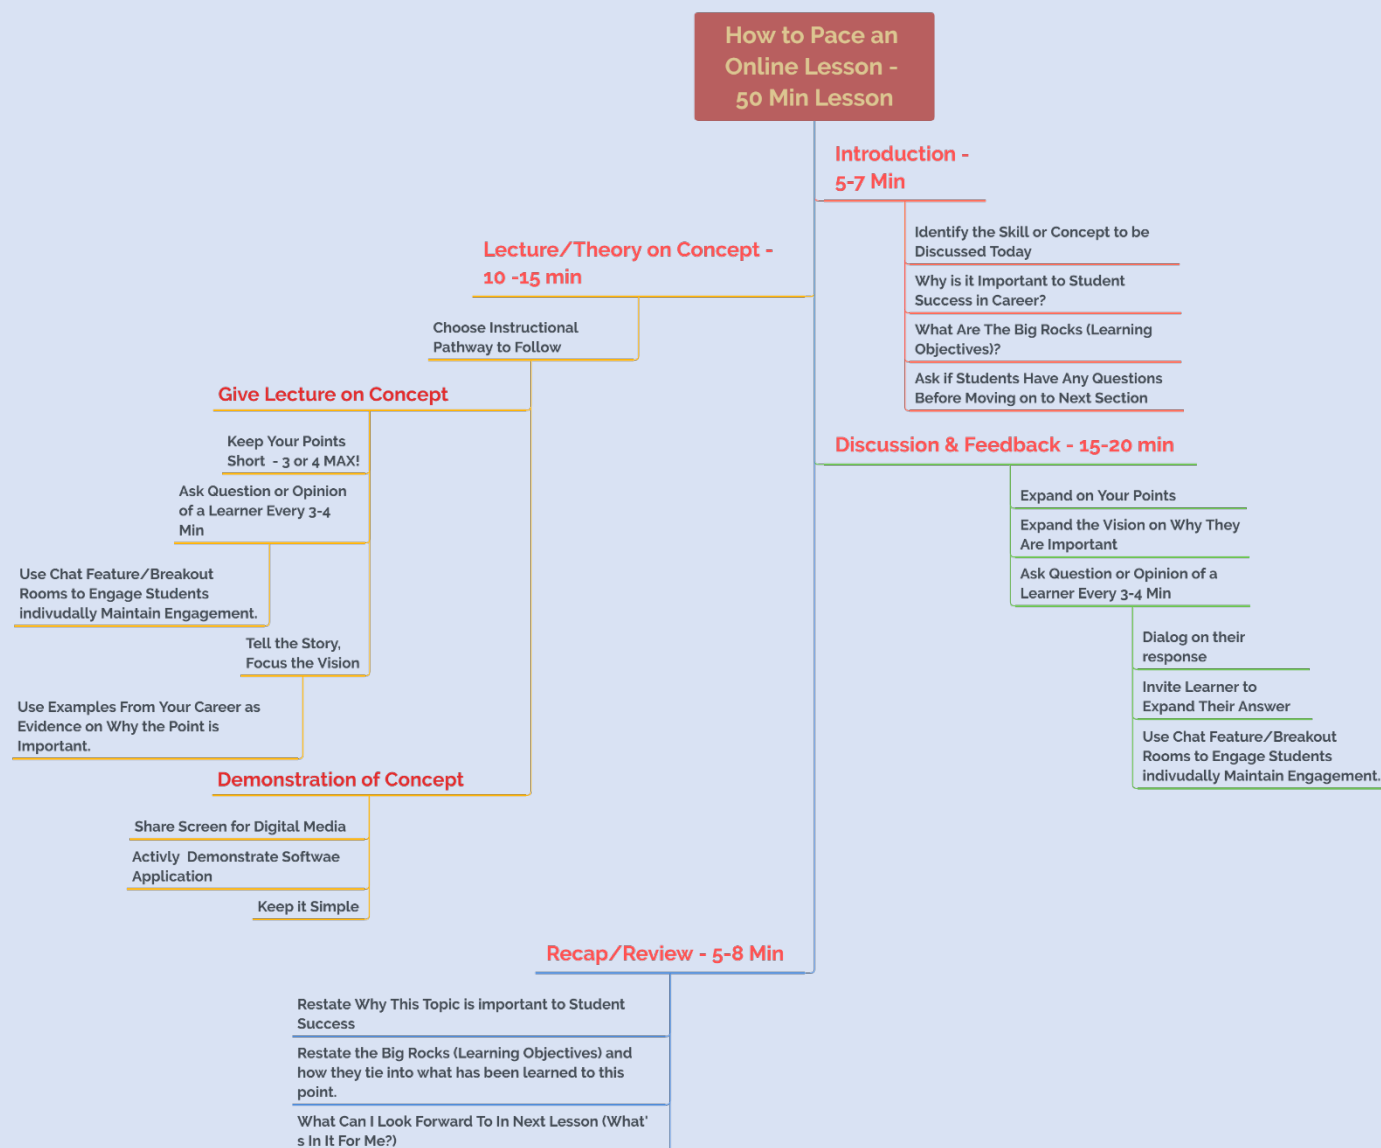 How to Pace an
Online Lesson -
50 Min Lesson
Introduction -
5-7 Min
Identify the Skill or Concept to be
Discussed Today
Why is it Important to Student
Success in Career?
What Are The Big Rocks (Learning
Objectives)?
Ask if Students Have Any Questions
Before Moving on to Next Section
Lecture/Theory on Concept -
10 -15 min
Choose Instructional
Pathway to Follow
Give Lecture on Concept
Keep Your Points
Short  - 3 or 4 MAX!
Ask Question or Opinion
of a Learner Every 3-4
Min
Use Chat Feature/Breakout
Rooms to Engage Students
indivudally Maintain Engagement.
Tell the Story,
Focus the Vision
Use Examples From Your Career as
Evidence on Why the Point is
Important.
Demonstration of Concept
Share Screen for Digital Media
Activly  Demonstrate Softwae
Application
Keep it Simple
Discussion & Feedback - 15-20 min
Expand on Your Points
Expand the Vision on Why They
Are Important
Ask Question or Opinion of a
Learner Every 3-4 Min
Dialog on their
response
Invite Learner to
Expand Their Answer
Use Chat Feature/Breakout
Rooms to Engage Students
indivudally Maintain Engagement.
Recap/Review - 5-8 Min
Restate Why This Topic is important to Student
Success
Restate the Big Rocks (Learning Objectives) and
how they tie into what has been learned to this
point.
What Can I Look Forward To In Next Lesson (What'
s In It For Me?)